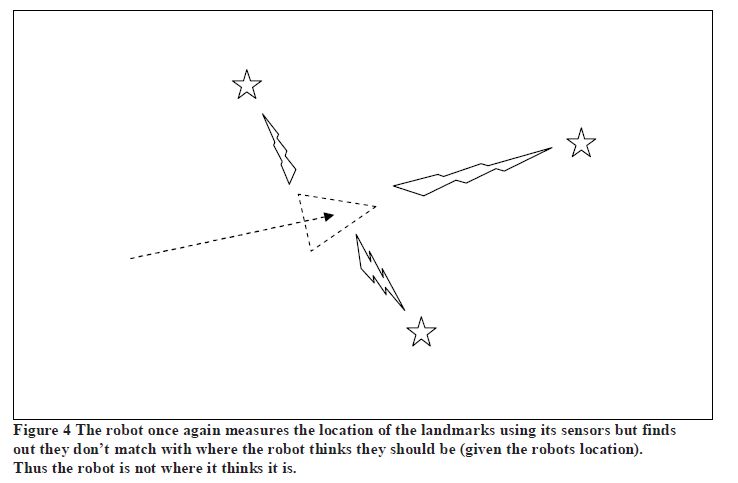 Figure 4 The robot once again measures the location of the landmarks using its sensors but finds
out they don’t match with where the robot thinks they should be (given the robots location).
Thus the robot is not where it thinks it is.